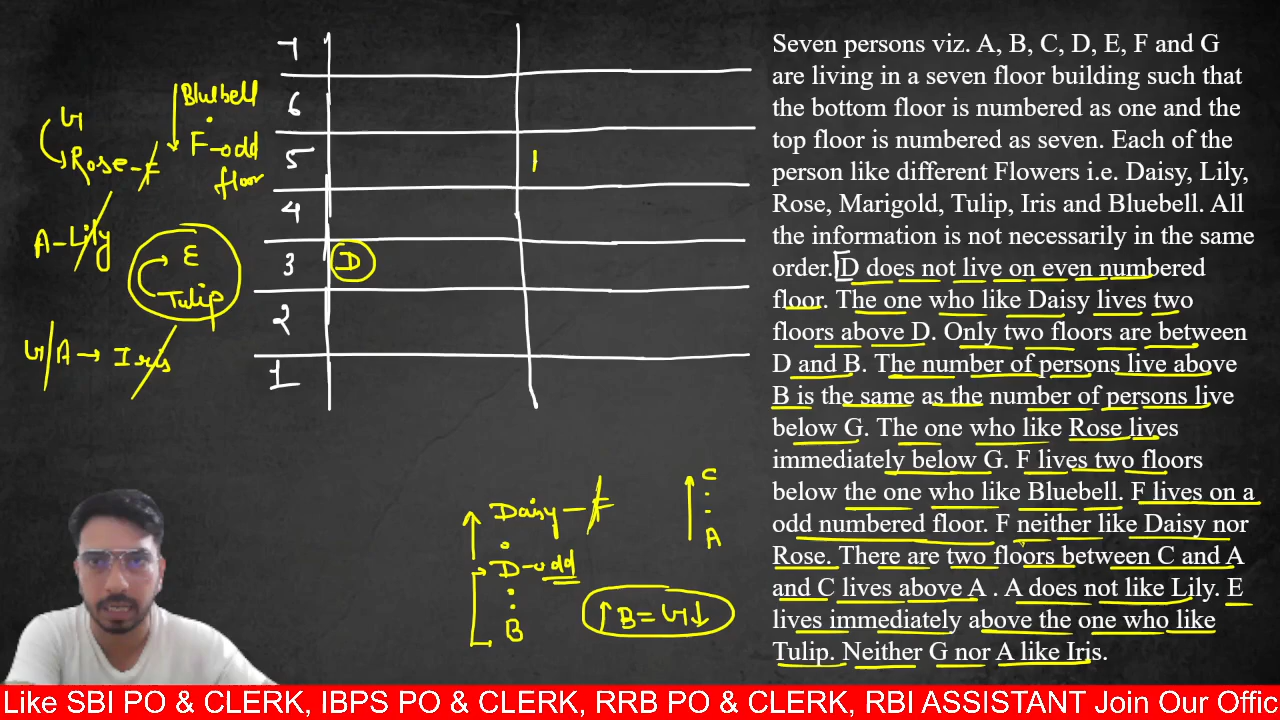 Seven persons viz. A, B, C, D, E, F and G
are living in a seven floor building such that
the bottom floor is numbered as one and the
top floor is numbered as seven. Each of the
person like different Flowers i.e. Daisy, Lily,
Rose, Marigold, Tulip, Iris and Bluebell. All
the information is not necessarily in the same
order. D does not live on even numbered
floor. The one who like Daisy lives two
floors above D. Only two floors are between
D and B. The number of persons live above
B is the same as the number of persons live
below G. The one who like Rose lives
immediately below G. F lives two floors
below the one who like Bluebell. F lives on a
odd numbered floor. F neither like Daisy nor
Rose. There are two floors between C and A
and C lives above A . A does not like Lily. E
lives immediately above the one who like
Tulip. Neither G nor A like Iris.
7
6
5
4
3 D
2
1
G
Rose - F
A - Lily
Bluebell
F - odd
floor
E
Tulip
G/A → Iris
Daisy - F
D - odd
B
↑B = G↓
C
A
Like SBI PO & CLERK, IBPS PO & CLERK, RRB PO & CLERK, RBI ASSISTANT Join Our Offic